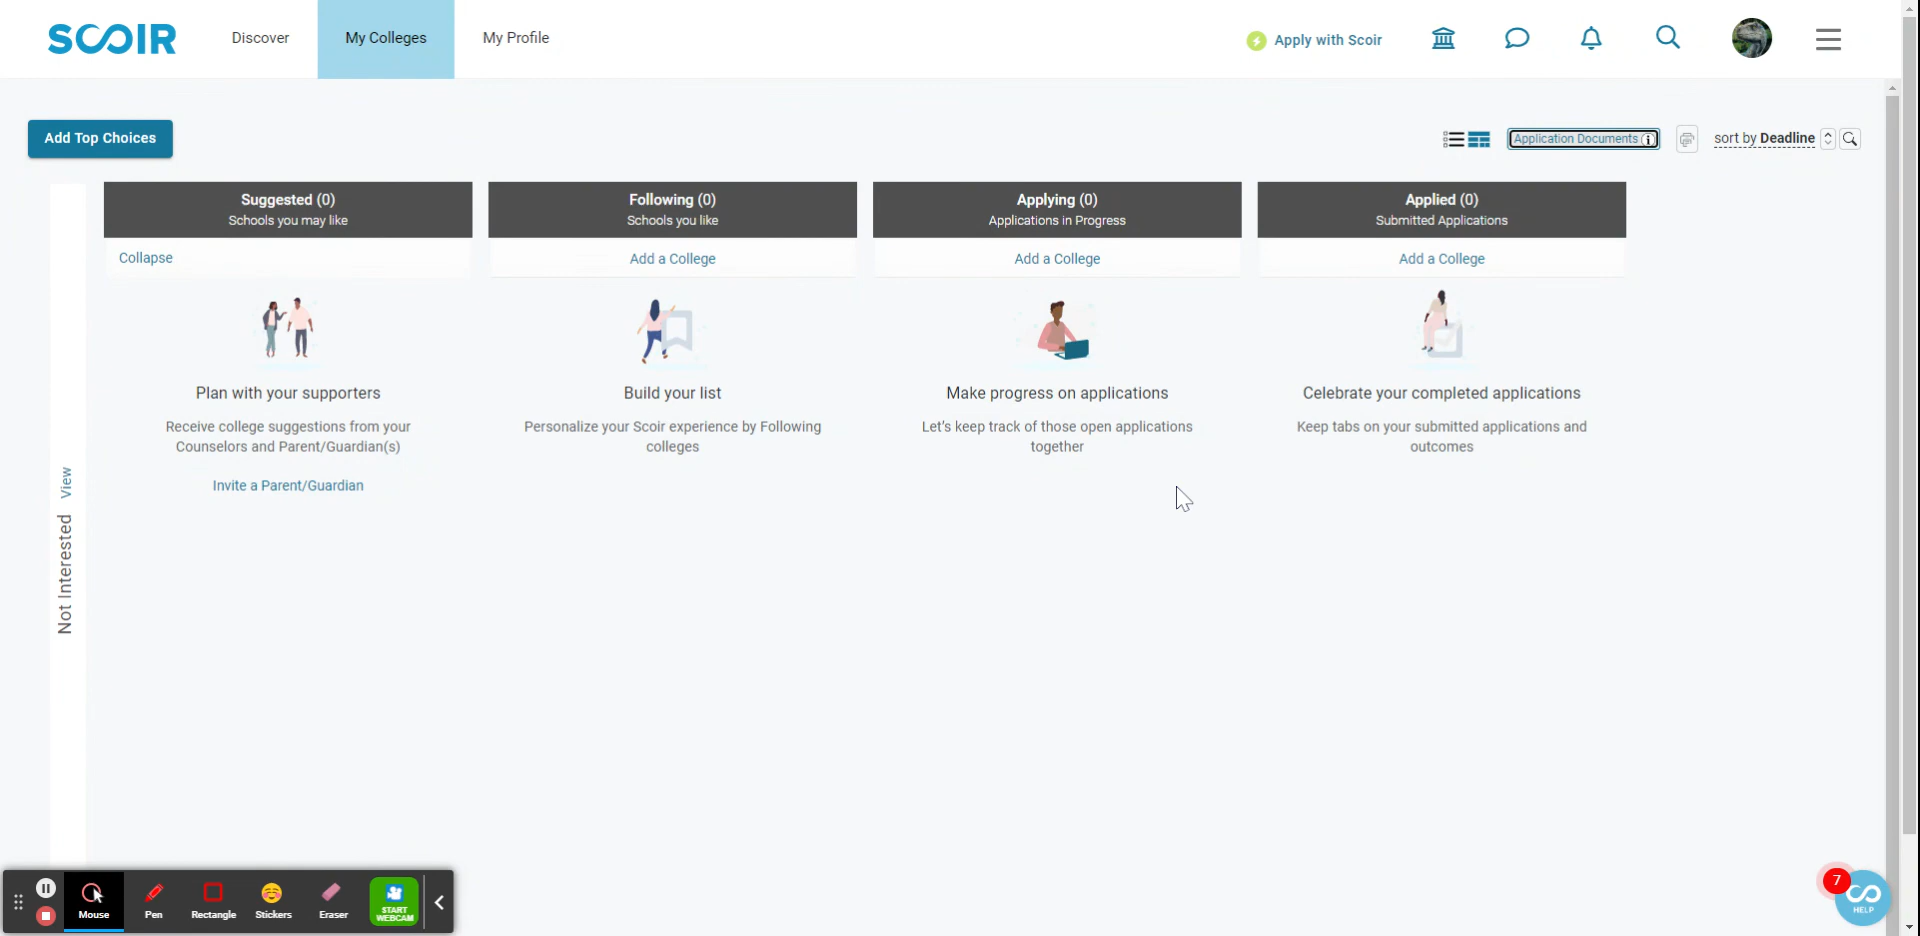 SCOIR
Discover
My Colleges
My Profile
Apply with Scoir
Add Top Choices
Application Documents
sort by Deadline
Suggested (0)
Schools you may like
Collapse
Plan with your supporters
Receive college suggestions from your
Counselors and Parent/Guardian(s)
Invite a Parent/Guardian
Following (0)
Schools you like
Add a College
Build your list
Personalize your Scoir experience by Following
colleges
Applying (0)
Applications in Progress
Add a College
Make progress on applications
Let's keep track of those open applications
together
Applied (0)
Submitted Applications
Add a College
Celebrate your completed applications
Keep tabs on your submitted applications and
outcomes
Not Interested View
Mouse
Pen
Rectangle
Stickers
Eraser
START
WEBCAM
7
HELP